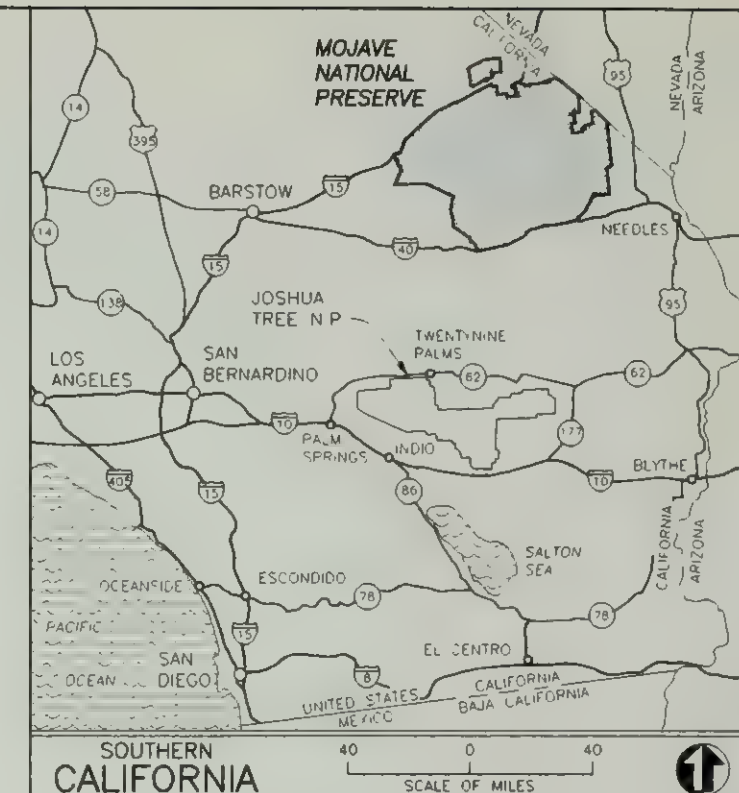 MOJAVE
NATIONAL
PRESERVE
NEVADA
CALIFORNIA
95
NEVADA
ARIZONA
14
395
58
BARSTOW
15
40
NEEDLES
14
15
138
95
JOSHUA
TREE N P
TWENTYNINE
PALMS
62
62
LOS
ANGELES
SAN
BERNARDINO
10
PALM
SPRINGS
INDIO
177
10
BLYTHE
86
405
15
SALTON
SEA
CALIFORNIA
ARIZONA
OCEANSIDE
ESCONDIDO
78
78
PACIFIC
OCEAN
15
SAN
DIEGO
8
EL CENTRO
UNITED STATES
MEXICO
CALIFORNIA
BAJA CALIFORNIA
SOUTHERN
CALIFORNIA
40 0 40
SCALE OF MILES